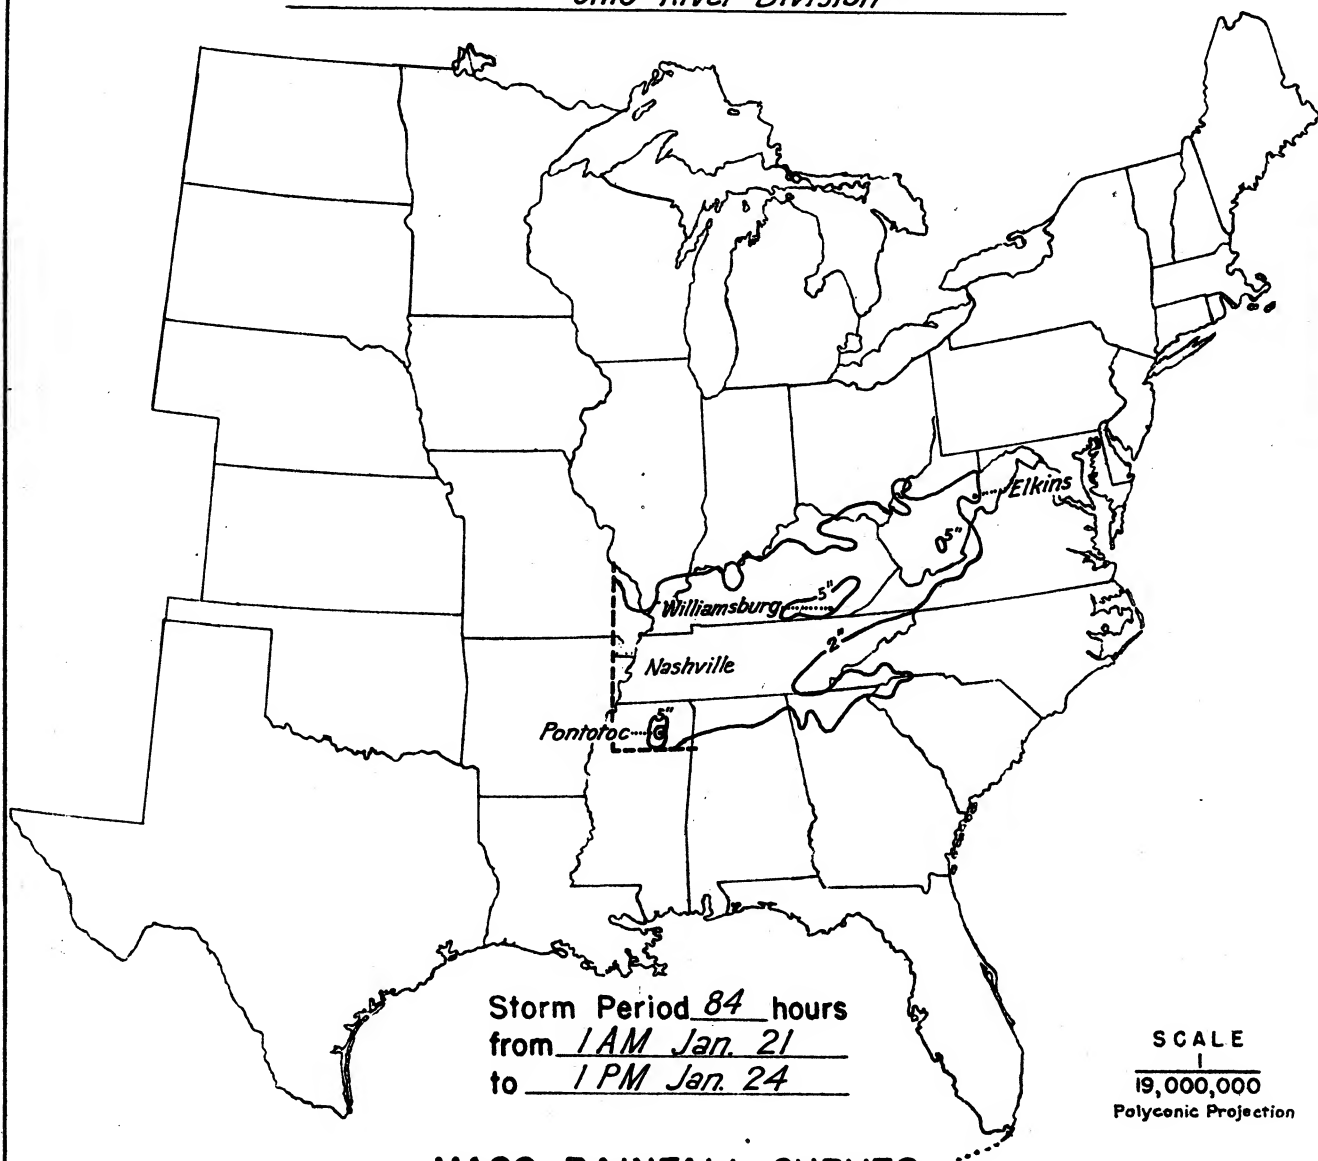 Ohio River Division
Elkins
5"
5"
Williamsburg
2"
Nashville
5"
Pontotoc
Storm Period 84 hours
from 1 AM Jan. 21
to 1 PM Jan. 24
SCALE
1
19,000,000
Polyconic Projection
MASS RAINFALL CURVES